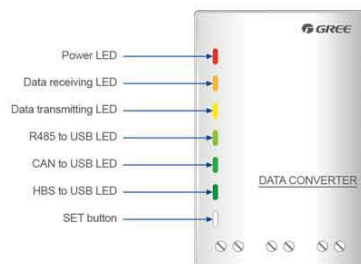 GREE
Power LED
Data receiving LED
Data transmitting LED
R485 to USB LED
CAN to USB LED
HBS to USB LED
DATA CONVERTER
SET button